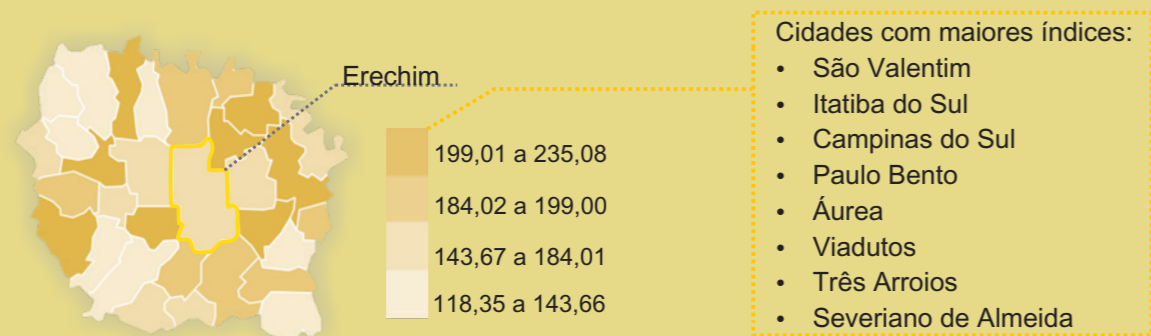 Erechim
199,01 a 235,08
184,02 a 199,00
143,67 a 184,01
118,35 a 143,66
Cidades com maiores índices:
• São Valentim
• Itatiba do Sul
• Campinas do Sul
• Paulo Bento
• Áurea
• Viadutos
• Três Arroios
• Severiano de Almeida